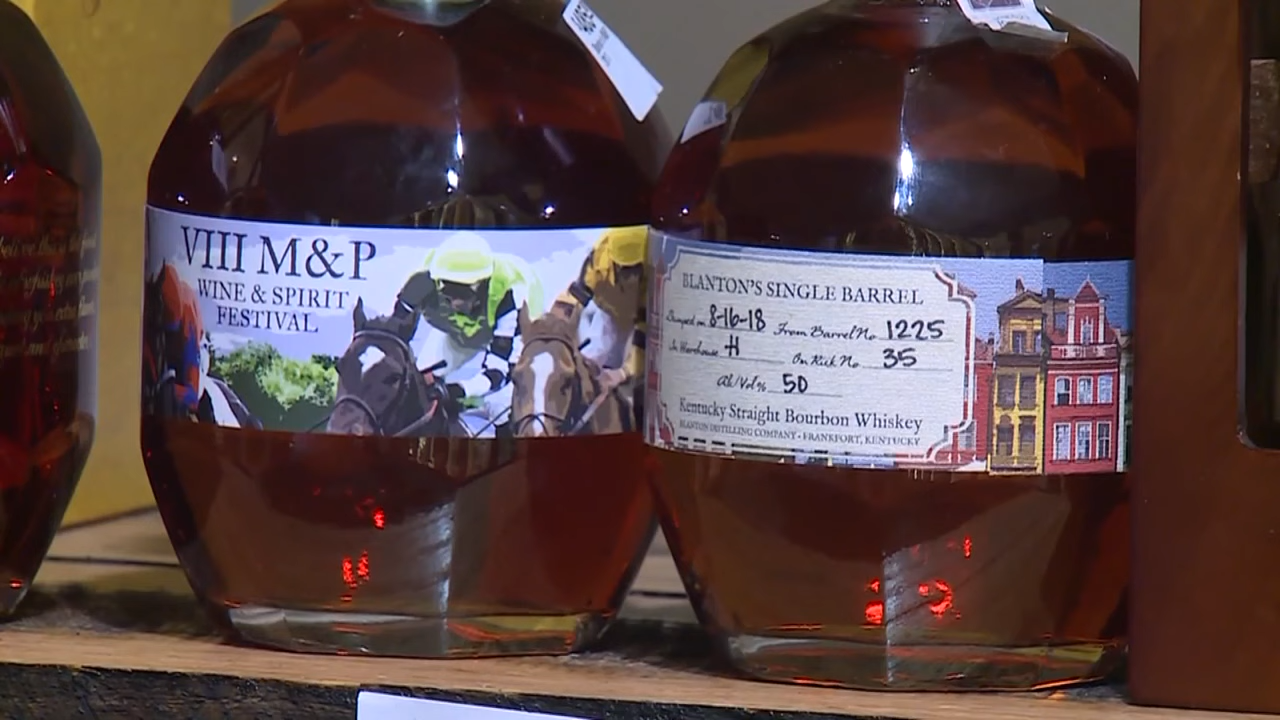 VIII M&P
WINE & SPIRIT
FESTIVAL
BLANTON'S SINGLE BARREL
Dumped on 8-16-18 From Barrel No 1225
In Warehouse H On Rick No 35
Alc/Vol% 50
Kentucky Straight Bourbon Whiskey
BLANTON DISTILLING COMPANY • FRANKFORT, KENTUCKY